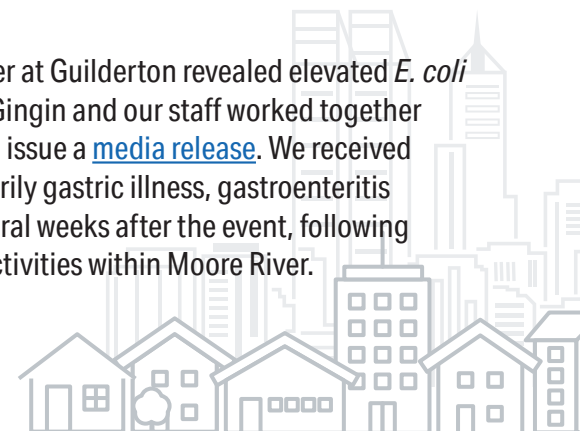 er at Guilderton revealed elevated E. coli
Gingin and our staff worked together
issue a media release. We received
rily gastric illness, gastroenteritis
ral weeks after the event, following
ctivities within Moore River.